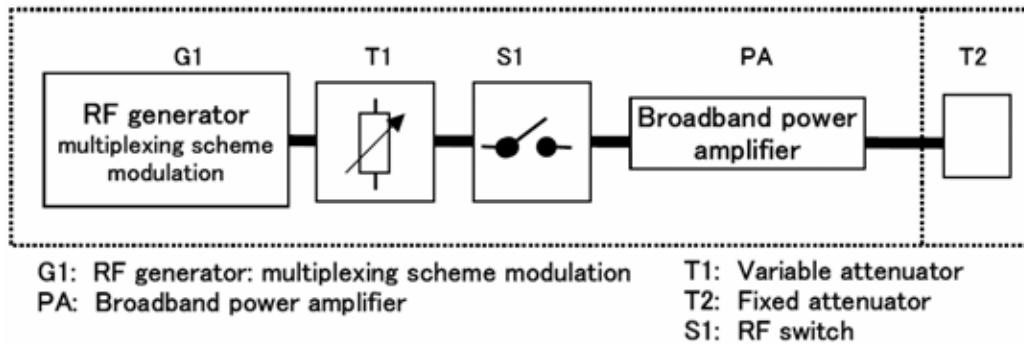 G1
T1
S1
PA
T2
RF generator
multiplexing scheme
modulation
Broadband power
amplifier
G1: RF generator: multiplexing scheme modulation
PA: Broadband power amplifier
T1: Variable attenuator
T2: Fixed attenuator
S1: RF switch